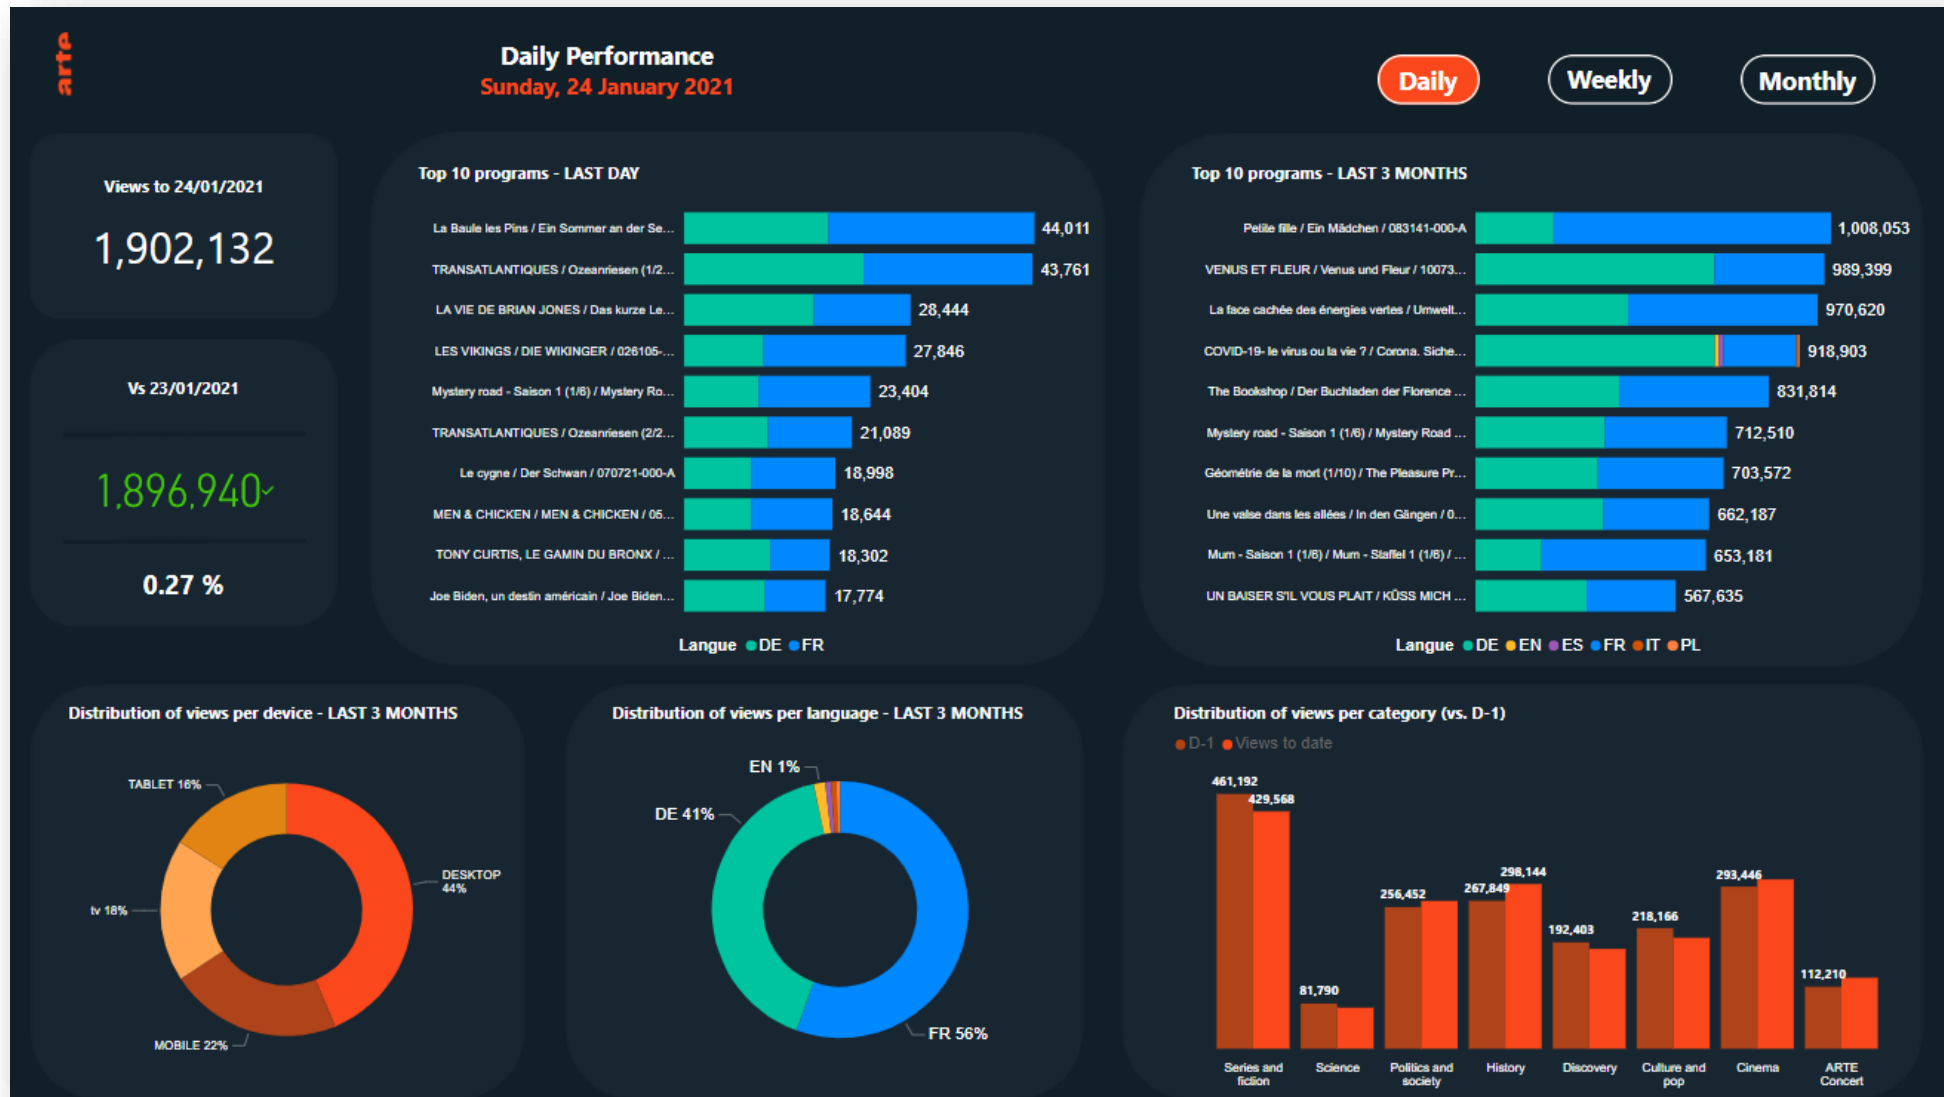 arte
Daily Performance
Sunday, 24 January 2021
Daily
Weekly
Monthly
Views to 24/01/2021
1,902,132
Vs 23/01/2021
1,896,940
0.27 %
Top 10 programs - LAST DAY
La Baule les Pins / Ein Sommer an der Se... 44,011
TRANSATLANTIQUES / Ozeanriesen (1/2... 43,761
LA VIE DE BRIAN JONES / Das kurze Le... 28,444
LES VIKINGS / DIE WIKINGER / 026105-... 27,846
Mystery road - Saison 1 (1/6) / Mystery Ro... 23,404
TRANSATLANTIQUES / Ozeanriesen (2/2... 21,089
Le cygne / Der Schwan / 070721-000-A 18,998
MEN & CHICKEN / MEN & CHICKEN / 05... 18,644
TONY CURTIS, LE GAMIN DU BRONX / ... 18,302
Joe Biden, un destin américain / Joe Biden... 17,774
Langue DE FR
Top 10 programs - LAST 3 MONTHS
Petite fille / Ein Mädchen / 083141-000-A 1,008,053
VENUS ET FLEUR / Venus und Fleur / 10073... 989,399
La face cachée des énergies vertes / Umwelt... 970,620
COVID-19- le virus ou la vie ? / Corona. Siche... 918,903
The Bookshop / Der Buchladen der Florence ... 831,814
Mystery road - Saison 1 (1/6) / Mystery Road ... 712,510
Géométrie de la mort (1/10) / The Pleasure Pr... 703,572
Une valse dans les allées / In den Gängen / 0... 662,187
Mum - Saison 1 (1/6) / Mum - Staffel 1 (1/6) / ... 653,181
UN BAISER S'IL VOUS PLAIT / KÜSS MICH ... 567,635
Langue DE EN ES FR IT PL
Distribution of views per device - LAST 3 MONTHS
TABLET 16%
DESKTOP
44%
tv 18%
MOBILE 22%
Distribution of views per language - LAST 3 MONTHS
EN 1%
DE 41%
FR 56%
Distribution of views per category (vs. D-1)
D-1 Views to date
461,192
429,568
81,790
256,452
267,849
298,144
192,403
218,166
293,446
112,210
Series and
fiction
Science
Politics and
society
History
Discovery
Culture and
pop
Cinema
ARTE
Concert